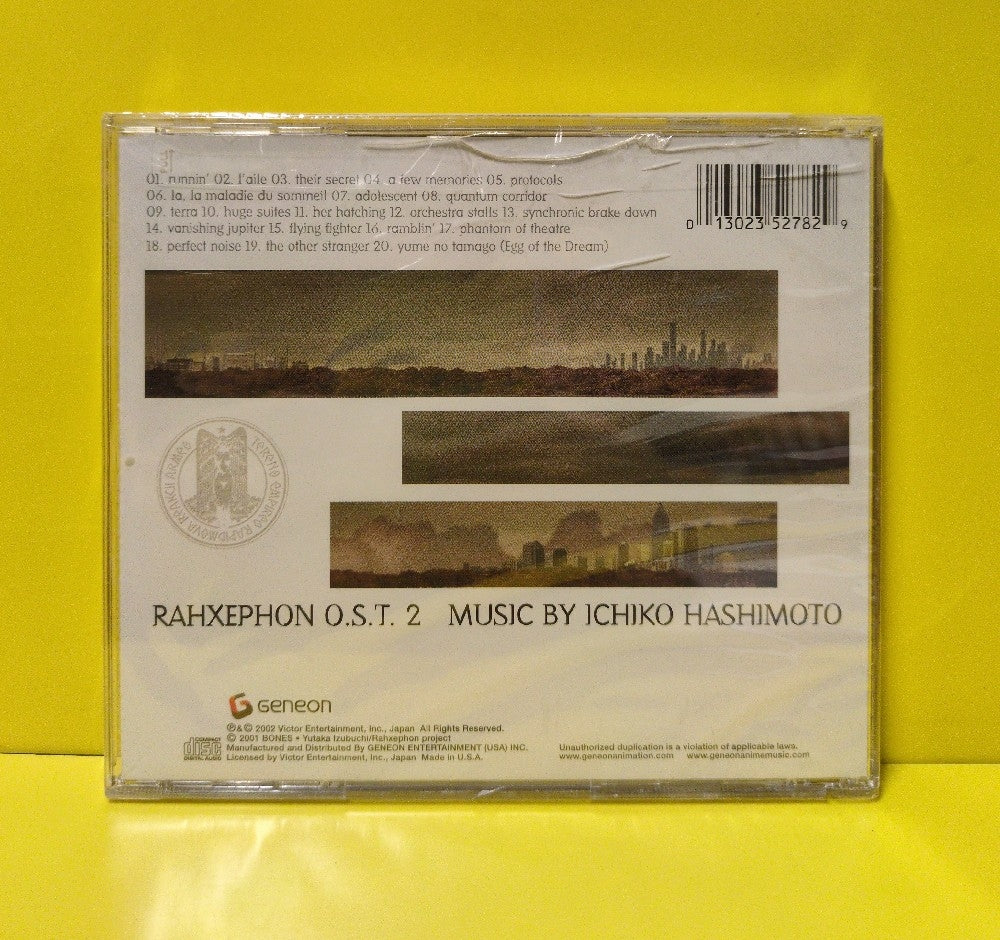 01. runnin' 02. l'aile 03. their secret 04. a few memories 05. protocols
06. la, la maladie du sommeil 07. adolescent 08. quantum corridor
09. terra 10. huge suites 11. her hatching 12. orchestra stalls 13. synchronic brake down
14. vanishing jupiter 15. flying fighter 16. ramblin' 17. phantom of theatre
18. perfect noise 19. the other stranger 20. yume no tamago (Egg of the Dream)
0 13023 52782 9
RAHXEPHON O.S.T. 2 MUSIC BY ICHIKO HASHIMOTO
GENEON
℗&© 2002 Victor Entertainment, Inc., Japan All Rights Reserved.
© 2001 BONES • Yutaka Izubuchi/Rahxephon project
Manufactured and Distributed By GENEON ENTERTAINMENT (USA) INC.
Licensed by Victor Entertainment, Inc., Japan Made in U.S.A.
COMPACT
disc
DIGITAL AUDIO
Unauthorized duplication is a violation of applicable laws.
www.geneonanimation.com www.geneonanimemusic.com